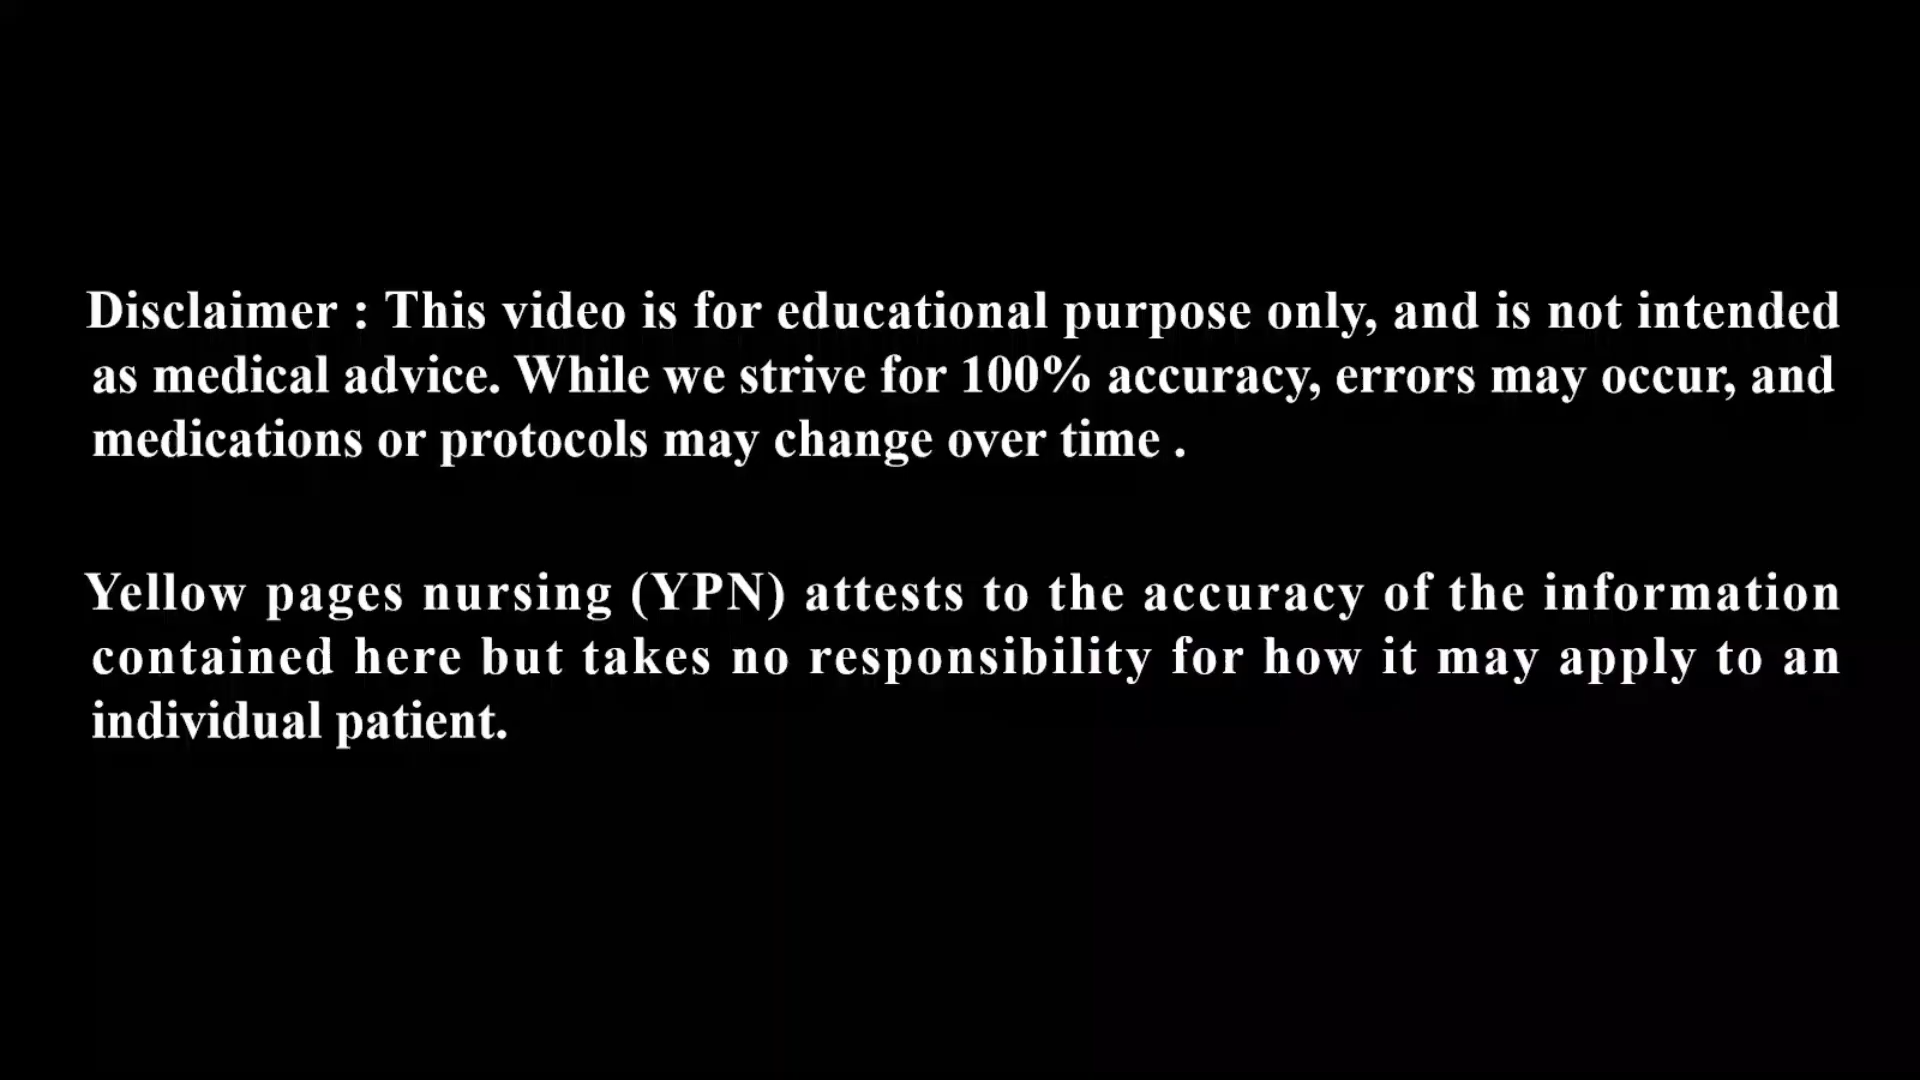 Disclaimer : This video is for educational purpose only, and is not intended
as medical advice. While we strive for 100% accuracy, errors may occur, and
medications or protocols may change over time .
Yellow pages nursing (YPN) attests to the accuracy of the information
contained here but takes no responsibility for how it may apply to an
individual patient.